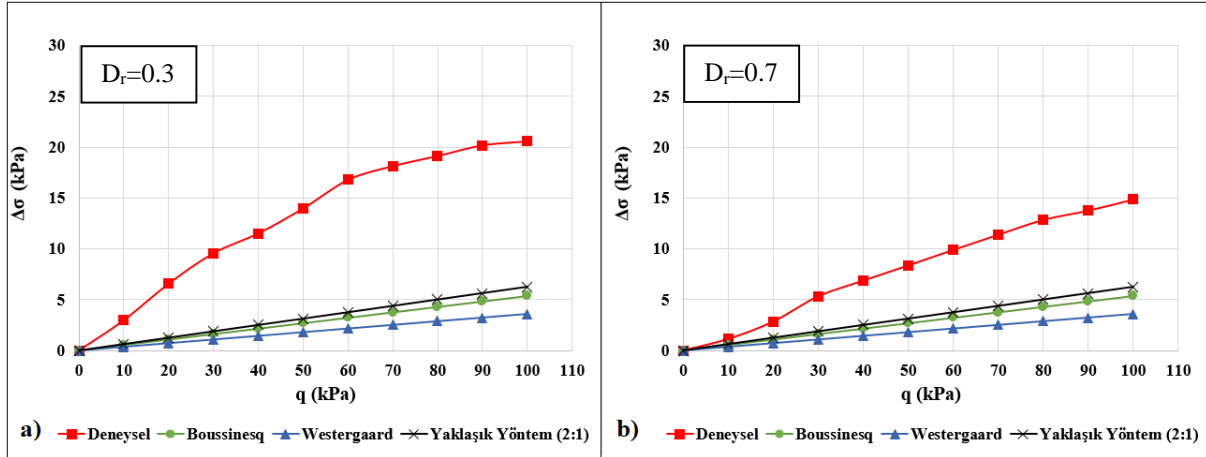 D_r=0.3
30
25
20
15
10
5
0
Δσ (kPa)
0 10 20 30 40 50 60 70 80 90 100 110
q (kPa)
a) Deneysel Boussinesq Westergaard Yaklaşık Yöntem (2:1)
D_r=0.7
30
25
20
15
10
5
0
Δσ (kPa)
0 10 20 30 40 50 60 70 80 90 100 110
q (kPa)
b) Deneysel Boussinesq Westergaard Yaklaşık Yöntem (2:1)